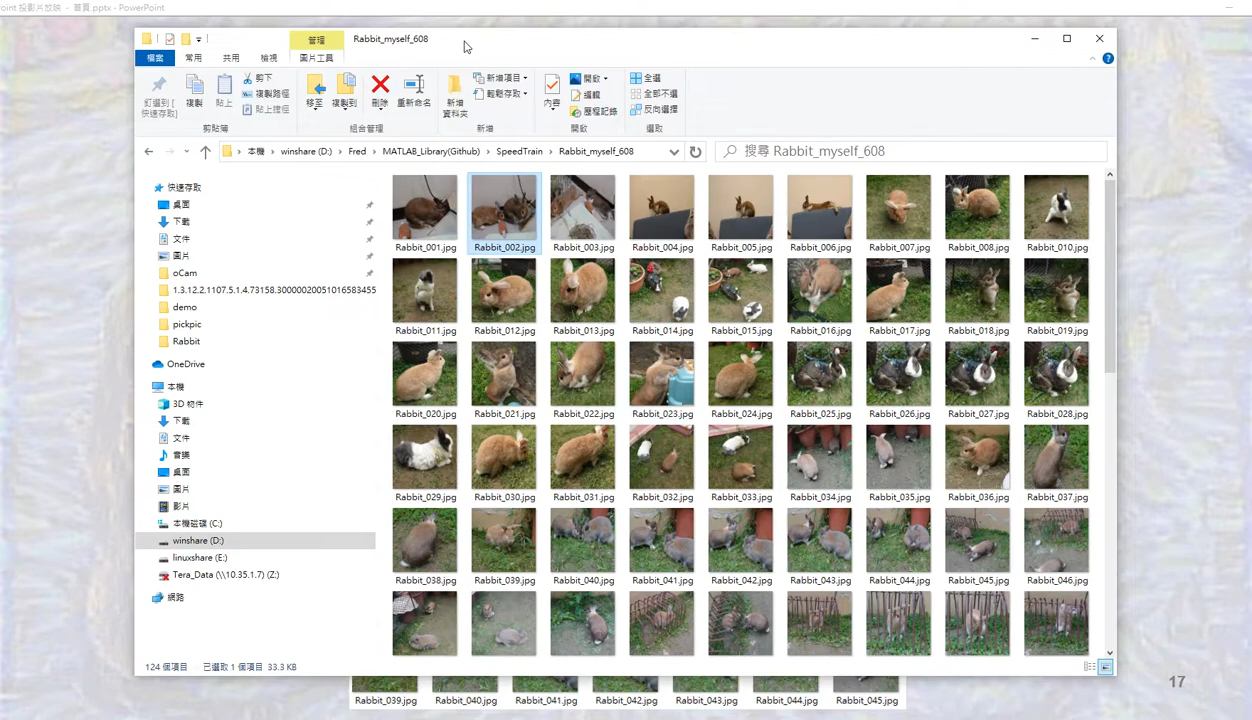 Point 投影片放映 - 首頁.pptx - PowerPoint
管理
Rabbit_myself_608
檔案
常用
共用
檢視
圖片工具
釘選到 [
快速存取]
複製
貼上
剪下
複製路徑
貼上捷徑
移至
複製到
刪除
重新命名
新增
資料夾
新增項目
輕鬆存取
內容
開啟
編輯
歷程記錄
全選
全部不選
反向選擇
剪貼簿
組合管理
新增
開啟
選取
本機
winshare (D:)
Fred
MATLAB_Library(Github)
SpeedTrain
Rabbit_myself_608
搜尋 Rabbit_myself_608
快速存取
桌面
下載
文件
圖片
oCam
1.3.12.2.1107.5.1.4.73158.30000020051016583455
demo
pickpic
Rabbit
OneDrive
本機
3D 物件
下載
文件
音樂
桌面
圖片
影片
本機磁碟 (C:)
winshare (D:)
linuxshare (E:)
Tera_Data (\\10.35.1.7) (Z:)
網路
Rabbit_001.jpg Rabbit_002.jpg Rabbit_003.jpg Rabbit_004.jpg Rabbit_005.jpg Rabbit_006.jpg Rabbit_007.jpg Rabbit_008.jpg Rabbit_010.jpg
Rabbit_011.jpg Rabbit_012.jpg Rabbit_013.jpg Rabbit_014.jpg Rabbit_015.jpg Rabbit_016.jpg Rabbit_017.jpg Rabbit_018.jpg Rabbit_019.jpg
Rabbit_020.jpg Rabbit_021.jpg Rabbit_022.jpg Rabbit_023.jpg Rabbit_024.jpg Rabbit_025.jpg Rabbit_026.jpg Rabbit_027.jpg Rabbit_028.jpg
Rabbit_029.jpg Rabbit_030.jpg Rabbit_031.jpg Rabbit_032.jpg Rabbit_033.jpg Rabbit_034.jpg Rabbit_035.jpg Rabbit_036.jpg Rabbit_037.jpg
Rabbit_038.jpg Rabbit_039.jpg Rabbit_040.jpg Rabbit_041.jpg Rabbit_042.jpg Rabbit_043.jpg Rabbit_044.jpg Rabbit_045.jpg Rabbit_046.jpg
124 個項目
已選取 1 個項目 33.3 KB
17
Rabbit_039.jpg Rabbit_040.jpg Rabbit_041.jpg Rabbit_042.jpg Rabbit_043.jpg Rabbit_044.jpg Rabbit_045.jpg